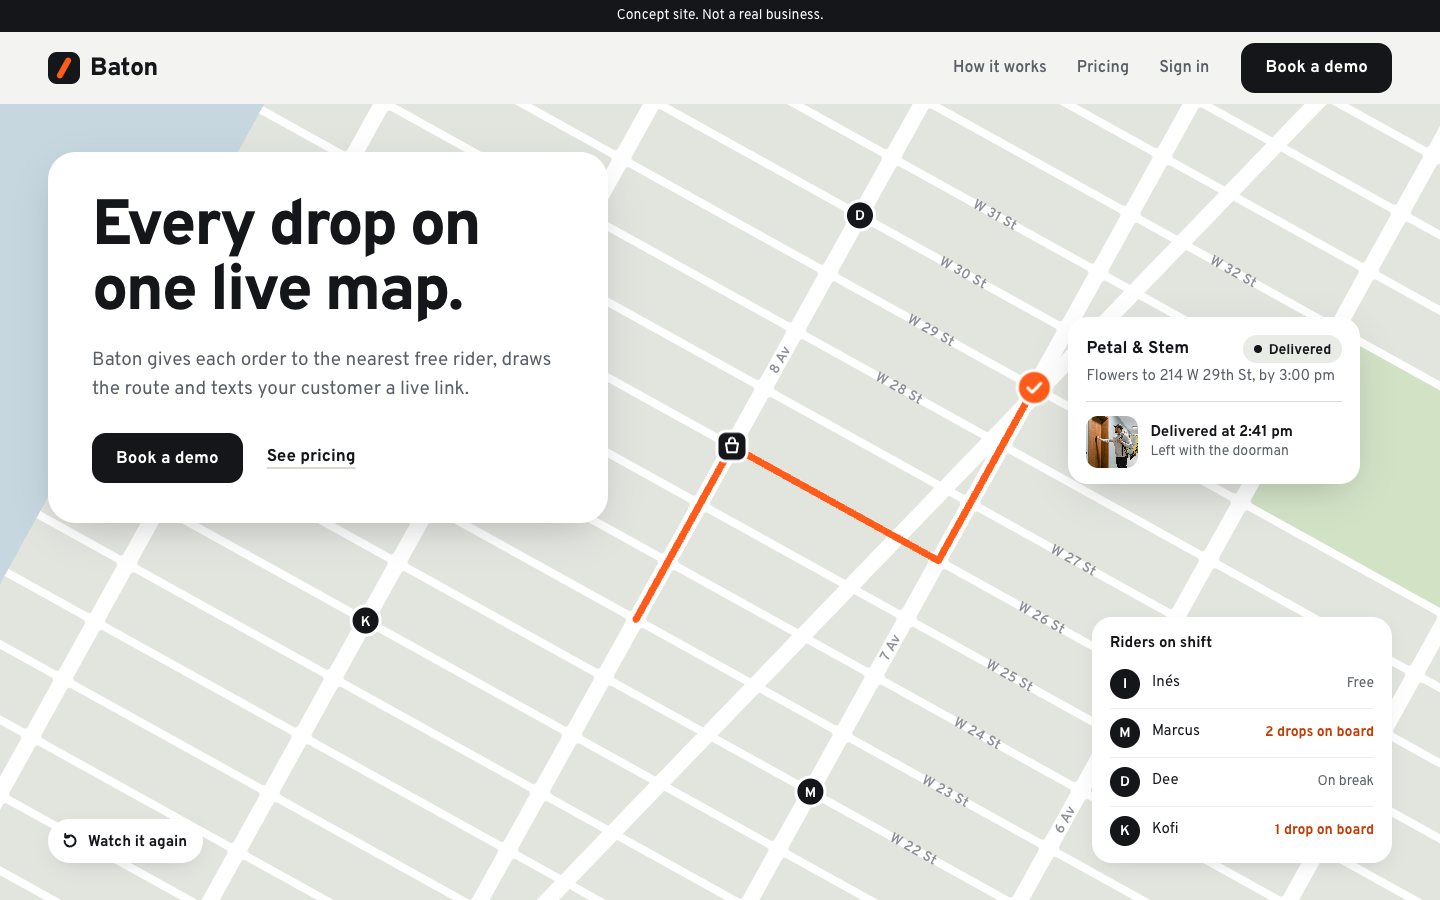 Concept site. Not a real business.
Baton
How it works
Pricing
Sign in
Book a demo
Every drop on
one live map.
Baton gives each order to the nearest free rider, draws
the route and texts your customer a live link.
Book a demo
See pricing
D
W 31 St
W 32 St
W 30 St
W 29 St
W 28 St
8 Av
Petal & Stem
Delivered
Flowers to 214 W 29th St, by 3:00 pm
Delivered at 2:41 pm
Left with the doorman
K
W 27 St
W 26 St
7 Av
W 25 St
W 24 St
W 23 St
M
6 Av
W 22 St
Riders on shift
I
Inés
Free
M
Marcus
2 drops on board
D
Dee
On break
K
Kofi
1 drop on board
Watch it again